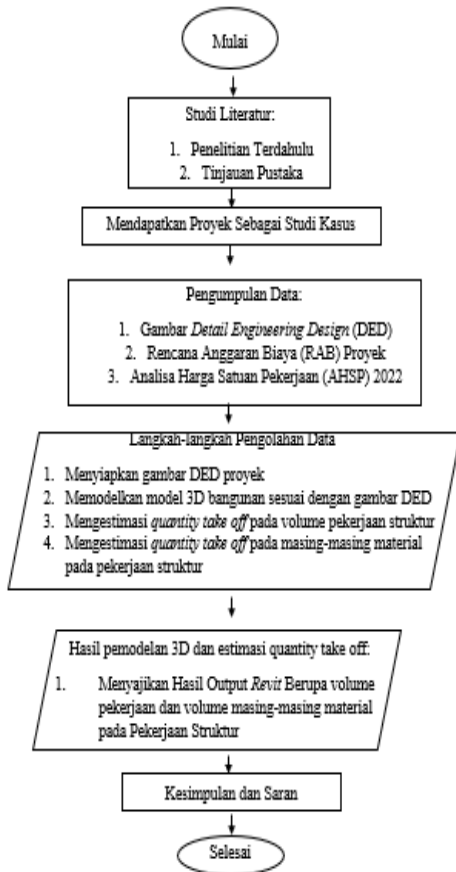 Mulai
Studi Literatur:
1. Penelitian Terdahulu
2. Tinjauan Pustaka
Mendapatkan Proyek Sebagai Studi Kasus
Pengumpulan Data:
1. Gambar Detail Engineering Design (DED)
2. Rencana Anggaran Biaya (RAB) Proyek
3. Analisa Harga Satuan Pekerjaan (AHSP) 2022
Langkah-langkah Pengolahan Data
1. Menyiapkan gambar DED proyek
2. Memodelkan model 3D bangunan sesuai dengan gambar DED
3. Mengestimasi quantity take off pada volume pekerjaan struktur
4. Mengestimasi quantity take off pada masing-masing material
pada pekerjaan struktur
Hasil pemodelan 3D dan estimasi quantity take off:
1. Menyajikan Hasil Output Revit Berupa volume
pekerjaan dan volume masing-masing material
pada Pekerjaan Struktur
Kesimpulan dan Saran
Selesai